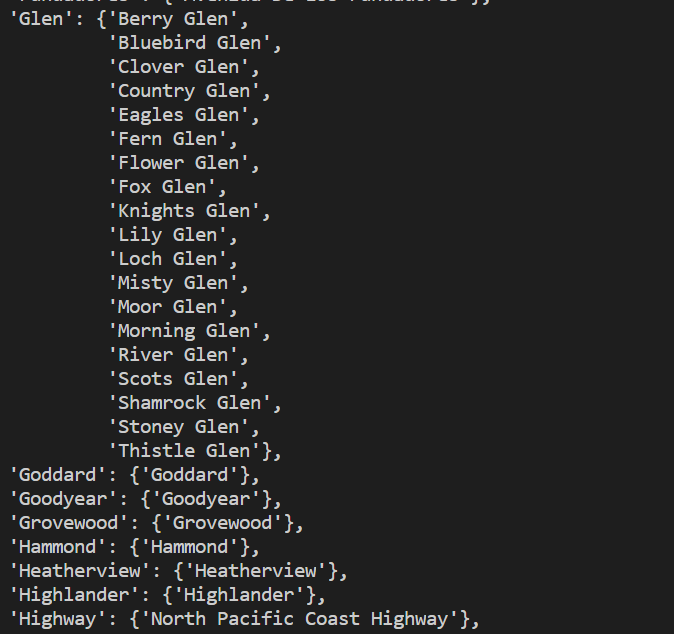 'Glen': {'Berry Glen',
'Bluebird Glen',
'Clover Glen',
'Country Glen',
'Eagles Glen',
'Fern Glen',
'Flower Glen',
'Fox Glen',
'Knights Glen',
'Lily Glen',
'Loch Glen',
'Misty Glen',
'Moor Glen',
'Morning Glen',
'River Glen',
'Scots Glen',
'Shamrock Glen',
'Stoney Glen',
'Thistle Glen'},
'Goddard': {'Goddard'},
'Goodyear': {'Goodyear'},
'Grovewood': {'Grovewood'},
'Hammond': {'Hammond'},
'Heatherview': {'Heatherview'},
'Highlander': {'Highlander'},
'Highway': {'North Pacific Coast Highway'},